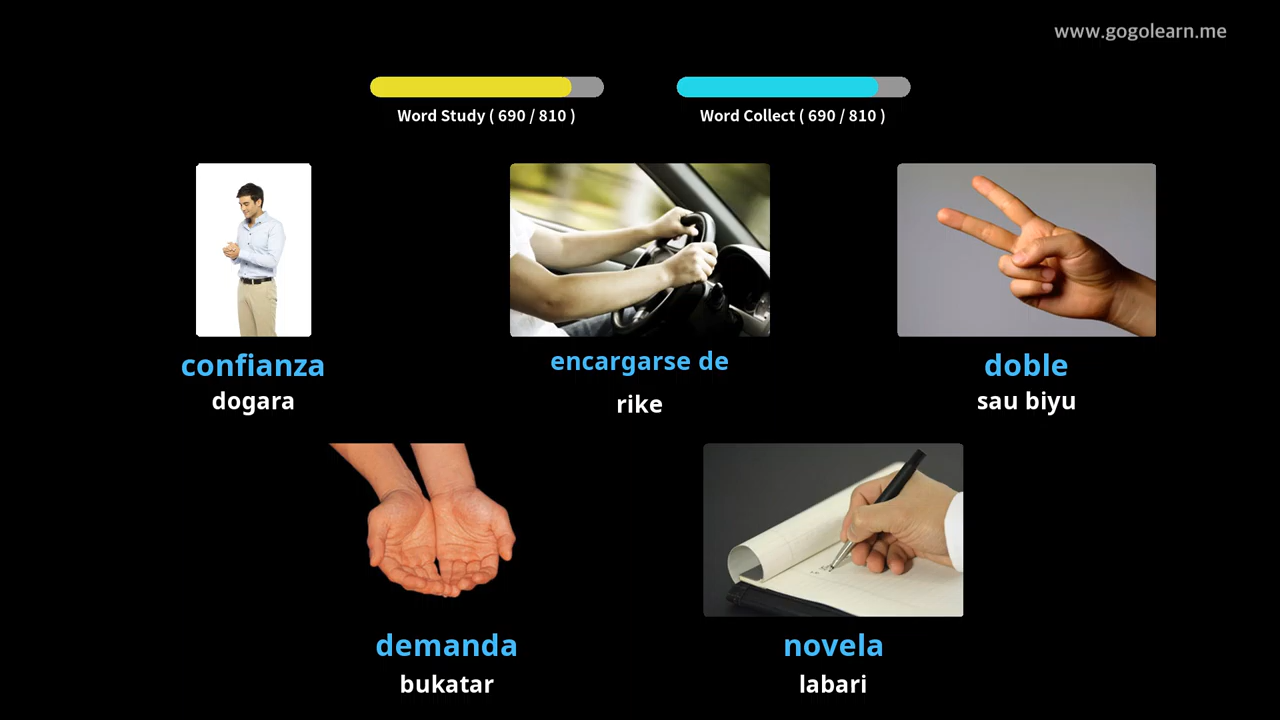 www.gogolearn.me
Word Study ( 690 / 810 )
Word Collect ( 690 / 810 )
confianza
dogara
encargarse de
rike
doble
sau biyu
demanda
bukatar
novela
labari